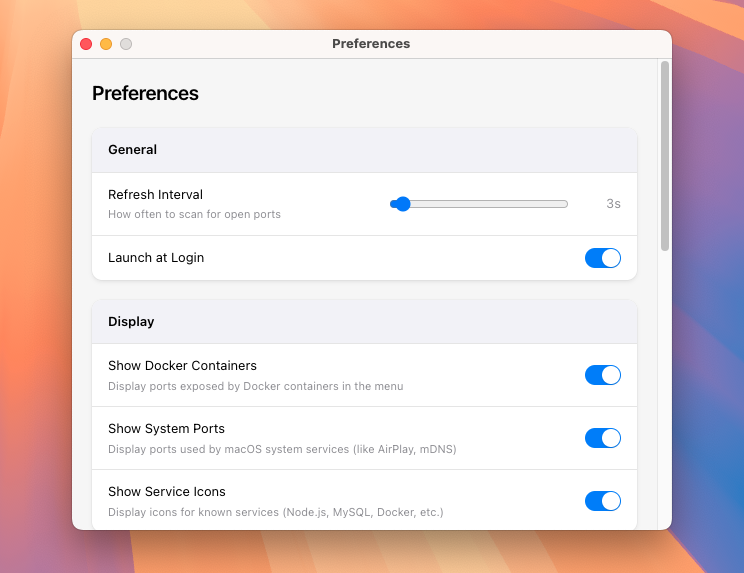 Preferences
Preferences
General
Refresh Interval
How often to scan for open ports
3s
Launch at Login
Display
Show Docker Containers
Display ports exposed by Docker containers in the menu
Show System Ports
Display ports used by macOS system services (like AirPlay, mDNS)
Show Service Icons
Display icons for known services (Node.js, MySQL, Docker, etc.)